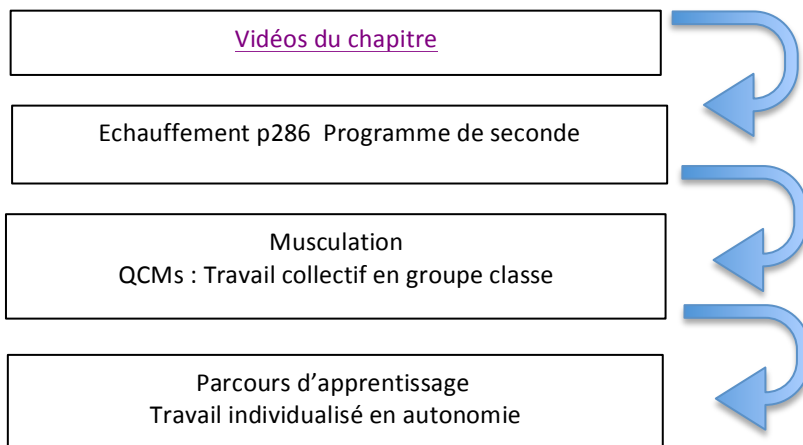 Vidéos du chapitre
Echauffement p286 Programme de seconde
Musculation
QCMs : Travail collectif en groupe classe
Parcours d’apprentissage
Travail individualisé en autonomie